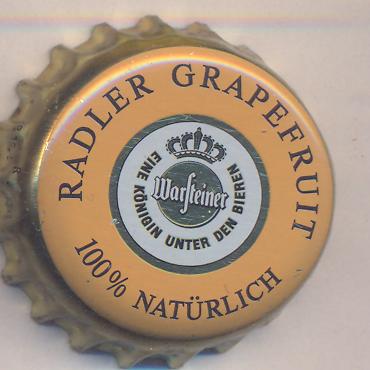 RADLER GRAPEFRUIT
EINE KÖNIGIN UNTER DEN BIEREN
Warsteiner
100% NATÜRLICH